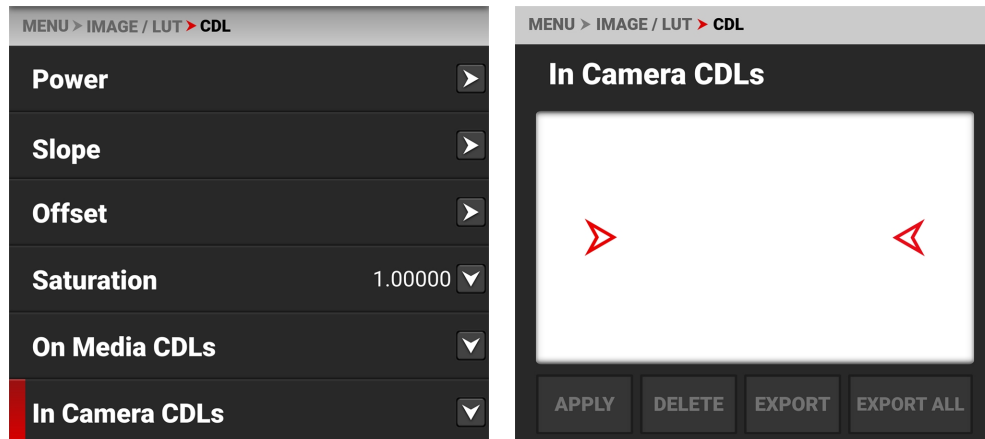 MENU > IMAGE / LUT > CDL
Power
Slope
Offset
Saturation 1.00000
On Media CDLs
In Camera CDLs
MENU > IMAGE / LUT > CDL
In Camera CDLs
APPLY DELETE EXPORT EXPORT ALL